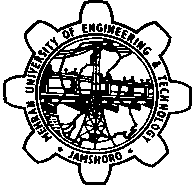 MEHRAN UNIVERSITY OF ENGINEERING & TECHNOLOGY
JAMSHORO